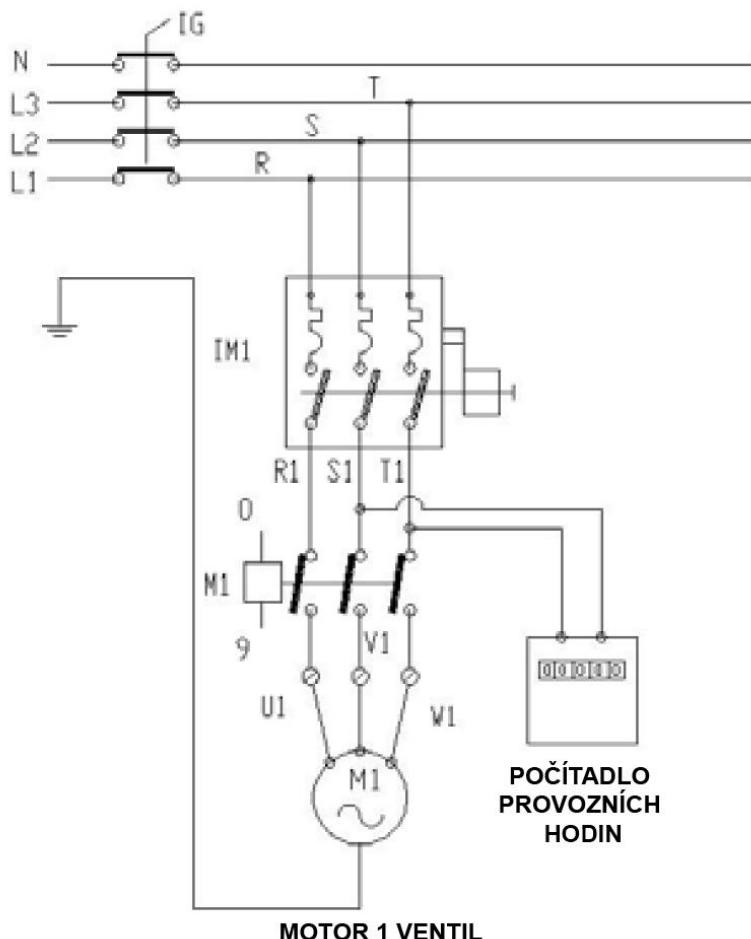 IG
N
L3
T
L2
S
L1
R
IM1
R1 S1 T1
0
M1
9
V1
U1
W1
00000
M1
POČÍTADLO
PROVOZNÍCH
HODIN
MOTOR 1 VENTIL